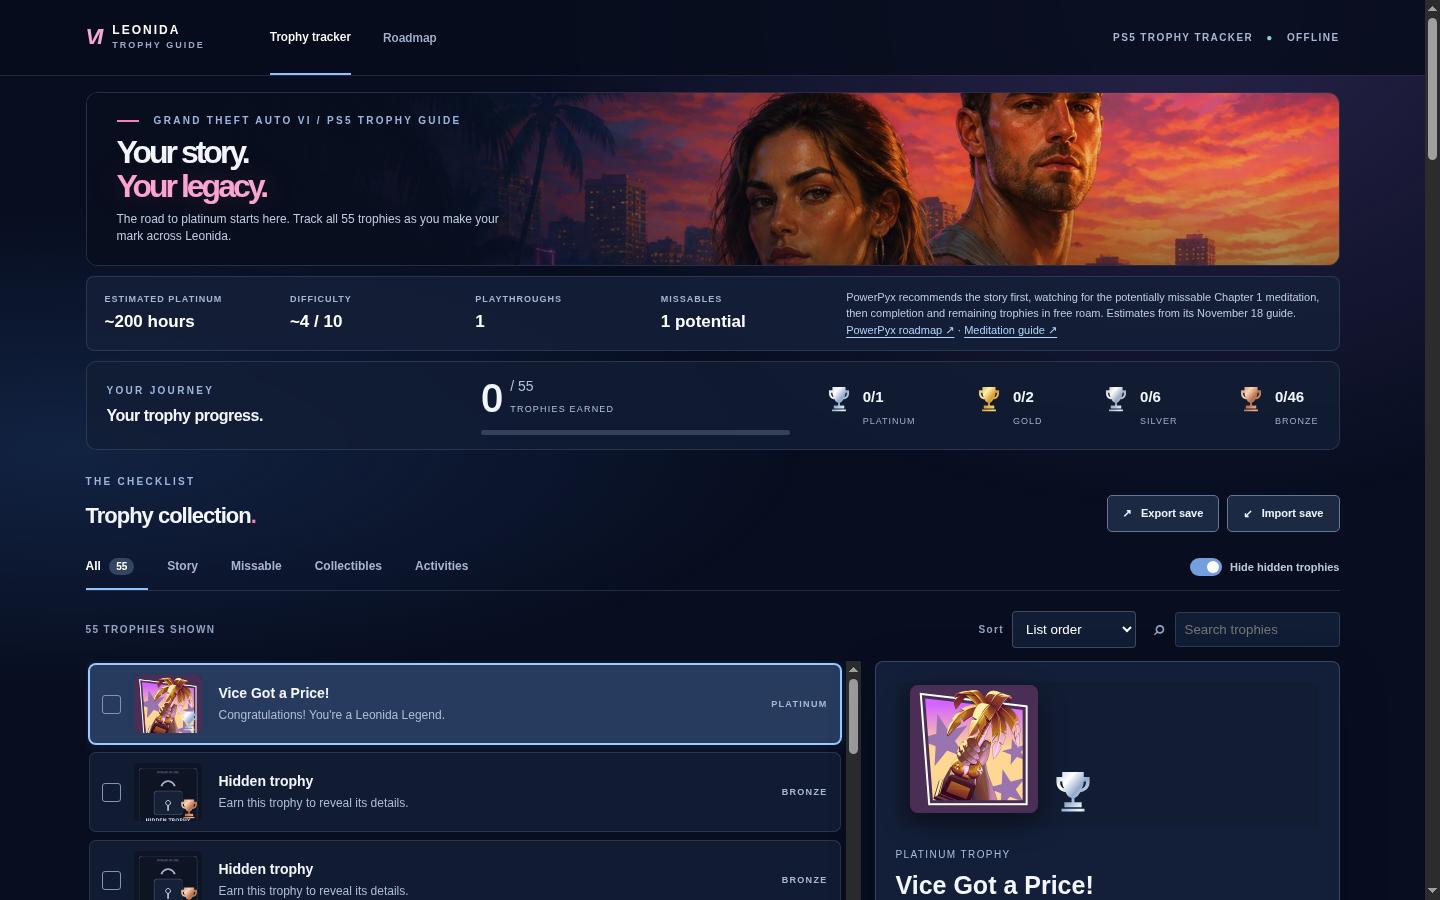 VI LEONIDA
TROPHY GUIDE
Trophy tracker
Roadmap
PS5 TROPHY TRACKER • OFFLINE
GRAND THEFT AUTO VI / PS5 TROPHY GUIDE
Your story.
Your legacy.
The road to platinum starts here. Track all 55 trophies as you make your
mark across Leonida.
ESTIMATED PLATINUM
~200 hours
DIFFICULTY
~4 / 10
PLAYTHROUGHS
1
MISSABLES
1 potential
PowerPyx recommends the story first, watching for the potentially missable Chapter 1 meditation,
then completion and remaining trophies in free roam. Estimates from its November 18 guide.
PowerPyx roadmap ↗ · Meditation guide ↗
YOUR JOURNEY
Your trophy progress.
0 / 55
TROPHIES EARNED
0/1
PLATINUM
0/2
GOLD
0/6
SILVER
0/46
BRONZE
THE CHECKLIST
Trophy collection.
↗ Export save
↙ Import save
All 55
Story
Missable
Collectibles
Activities
Hide hidden trophies
55 TROPHIES SHOWN
Sort
List order
Search trophies
Vice Got a Price!
Congratulations! You're a Leonida Legend.
PLATINUM
Hidden trophy
Earn this trophy to reveal its details.
BRONZE
HIDDEN TROPHY
Hidden trophy
Earn this trophy to reveal its details.
BRONZE
PLATINUM TROPHY
Vice Got a Price!